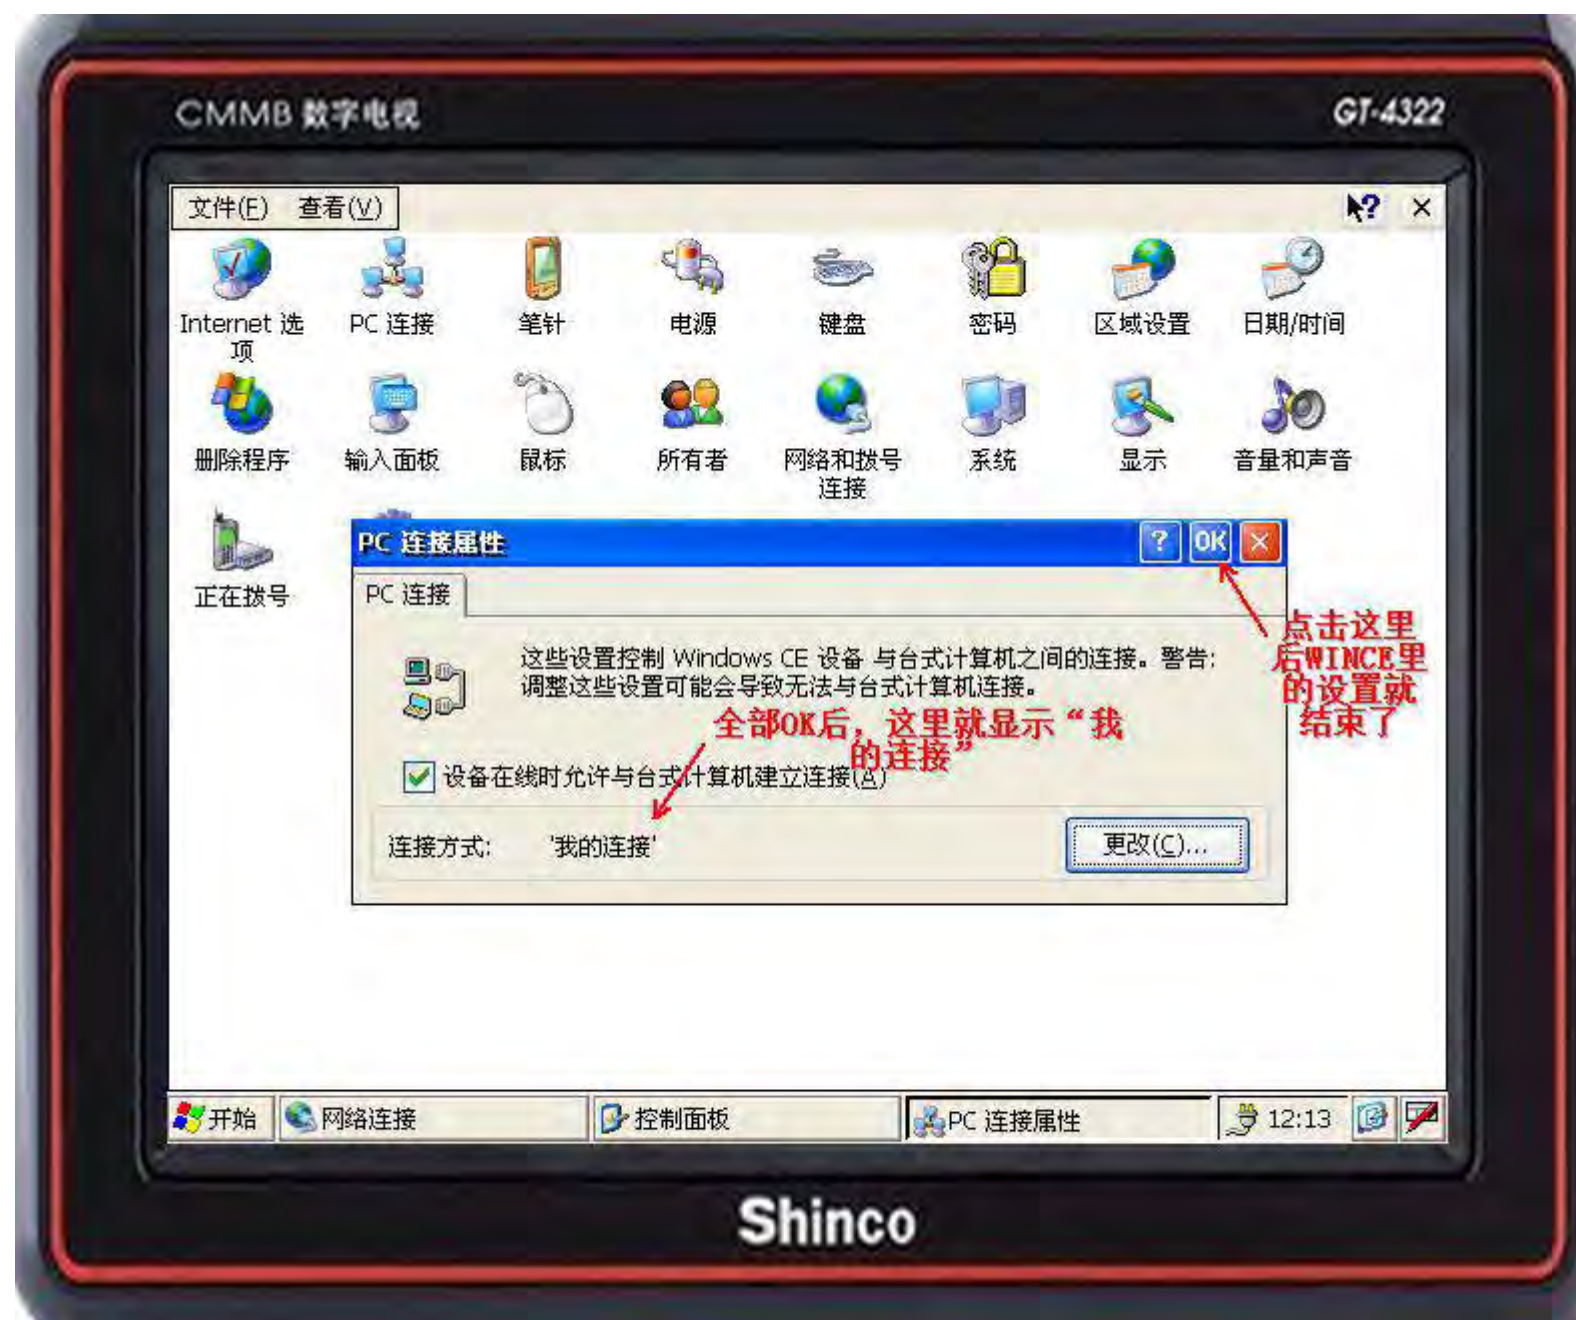 CMMB 数字电视
GT-4322
文件(F) 查看(V)
Internet 选
项
PC 连接
笔针
电源
键盘
密码
区域设置
日期/时间
删除程序
输入面板
鼠标
所有者
网络和拨号
连接
系统
显示
音量和声音
正在拨号
PC 连接属性
? OK ×
PC 连接
这些设置控制 Windows CE 设备 与台式计算机之间的连接。警告:
调整这些设置可能会导致无法与台式计算机连接。
点击这里
后WINCE里
的设置就
结束了
全部OK后，这里就显示“我
的连接”
设备在线时允许与台式计算机建立连接(A)
连接方式: '我的连接'
更改(C)...
开始
网络连接
控制面板
PC 连接属性
12:13
Shinco